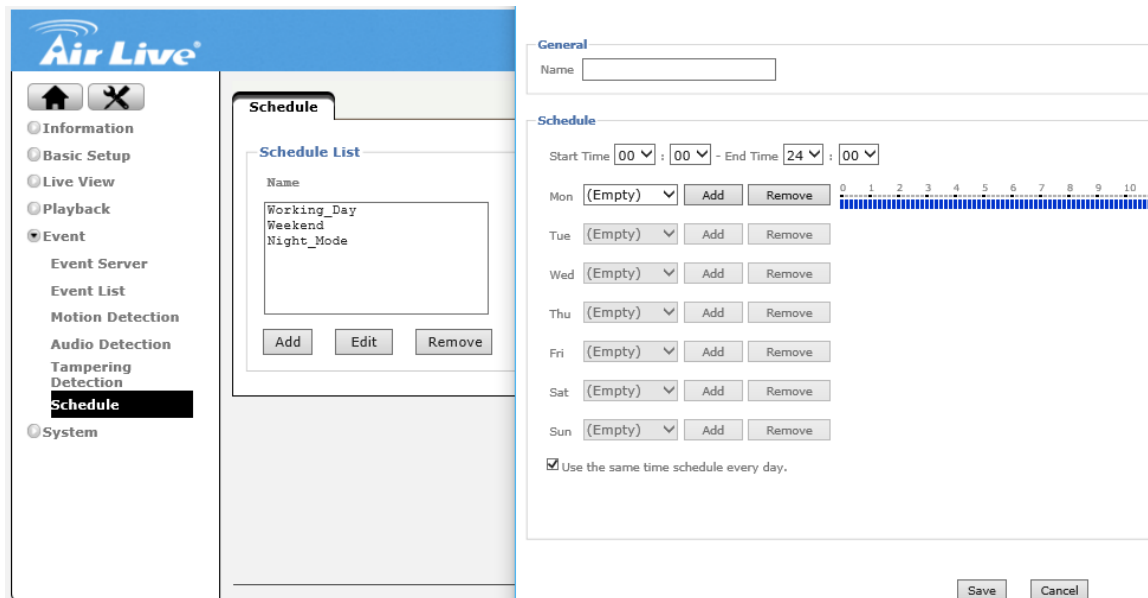 Air Live®
Information
Basic Setup
Live View
Playback
Event
Event Server
Event List
Motion Detection
Audio Detection
Tampering
Detection
Schedule
System
Schedule
Schedule List
Name
Working_Day
Weekend
Night_Mode
Add Edit Remove
General
Name
Schedule
Start Time 00 : 00 - End Time 24 : 00
Mon (Empty) Add Remove 0 1 2 3 4 5 6 7 8 9 10
Tue (Empty) Add Remove
Wed (Empty) Add Remove
Thu (Empty) Add Remove
Fri (Empty) Add Remove
Sat (Empty) Add Remove
Sun (Empty) Add Remove
Use the same time schedule every day.
Save Cancel